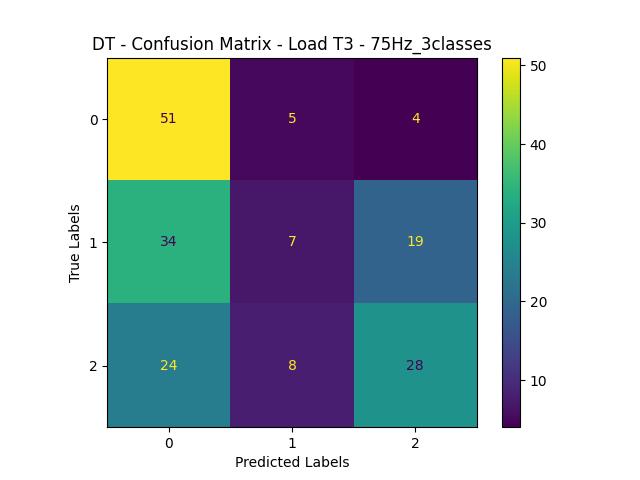 DT - Confusion Matrix - Load T3 - 75Hz_3classes
50
0 51 5 4
40
30
True Labels
1 34 7 19
20
2 24 8 28
10
0 1 2
Predicted Labels